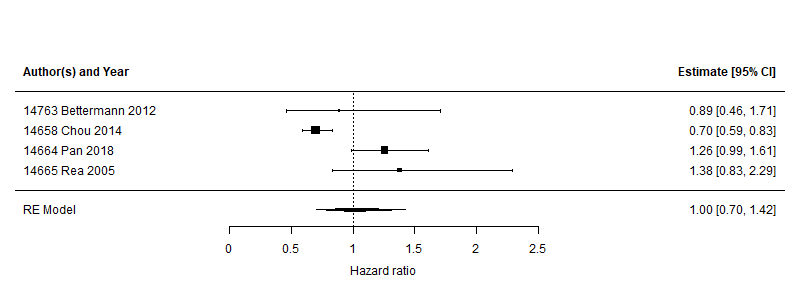 Author(s) and Year Estimate [95% CI]
14763 Bettermann 2012 0.89 [0.46, 1.71]
14658 Chou 2014 0.70 [0.59, 0.83]
14664 Pan 2018 1.26 [0.99, 1.61]
14665 Rea 2005 1.38 [0.83, 2.29]
RE Model 1.00 [0.70, 1.42]
0 0.5 1 1.5 2 2.5
Hazard ratio